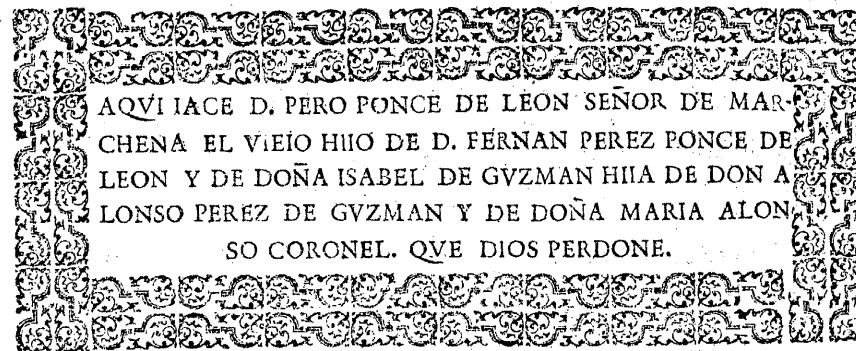 AQVI IACE D. PERO PONCE DE LEON SEÑOR DE MAR-
CHENA EL VIEIO HIIO DE D. FERNAN PEREZ PONCE DE
LEON Y DE DOÑA ISABEL DE GVZMAN HIIA DE DON A
LONSO PEREZ DE GVZMAN Y DE DOÑA MARIA ALON-
SO CORONEL. QVE DIOS PERDONE.